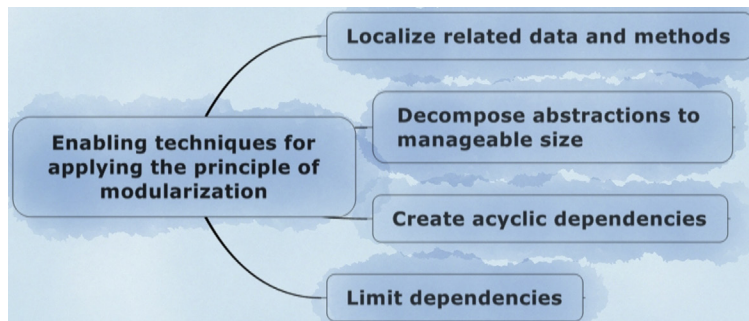 Enabling techniques for
applying the principle of
modularization
Localize related data and methods
Decompose abstractions to
manageable size
Create acyclic dependencies
Limit dependencies